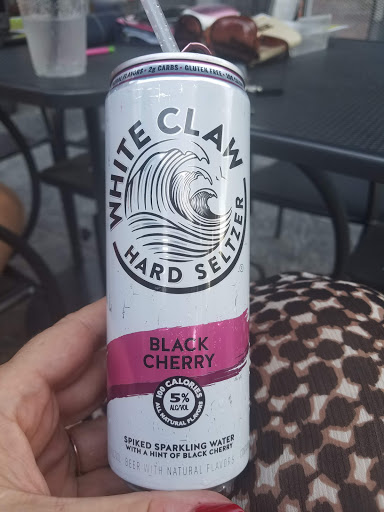 FLAVORS • 2g CARBS • GLUTEN FREE •
WHITE CLAW
HARD SELTZER
BLACK
CHERRY
100 CALORIES
5%
ALC/VOL
ALL NATURAL FLAVORS
SPIKED SPARKLING WATER
WITH A HINT OF BLACK CHERRY
BEER WITH NATURAL FLAVORS